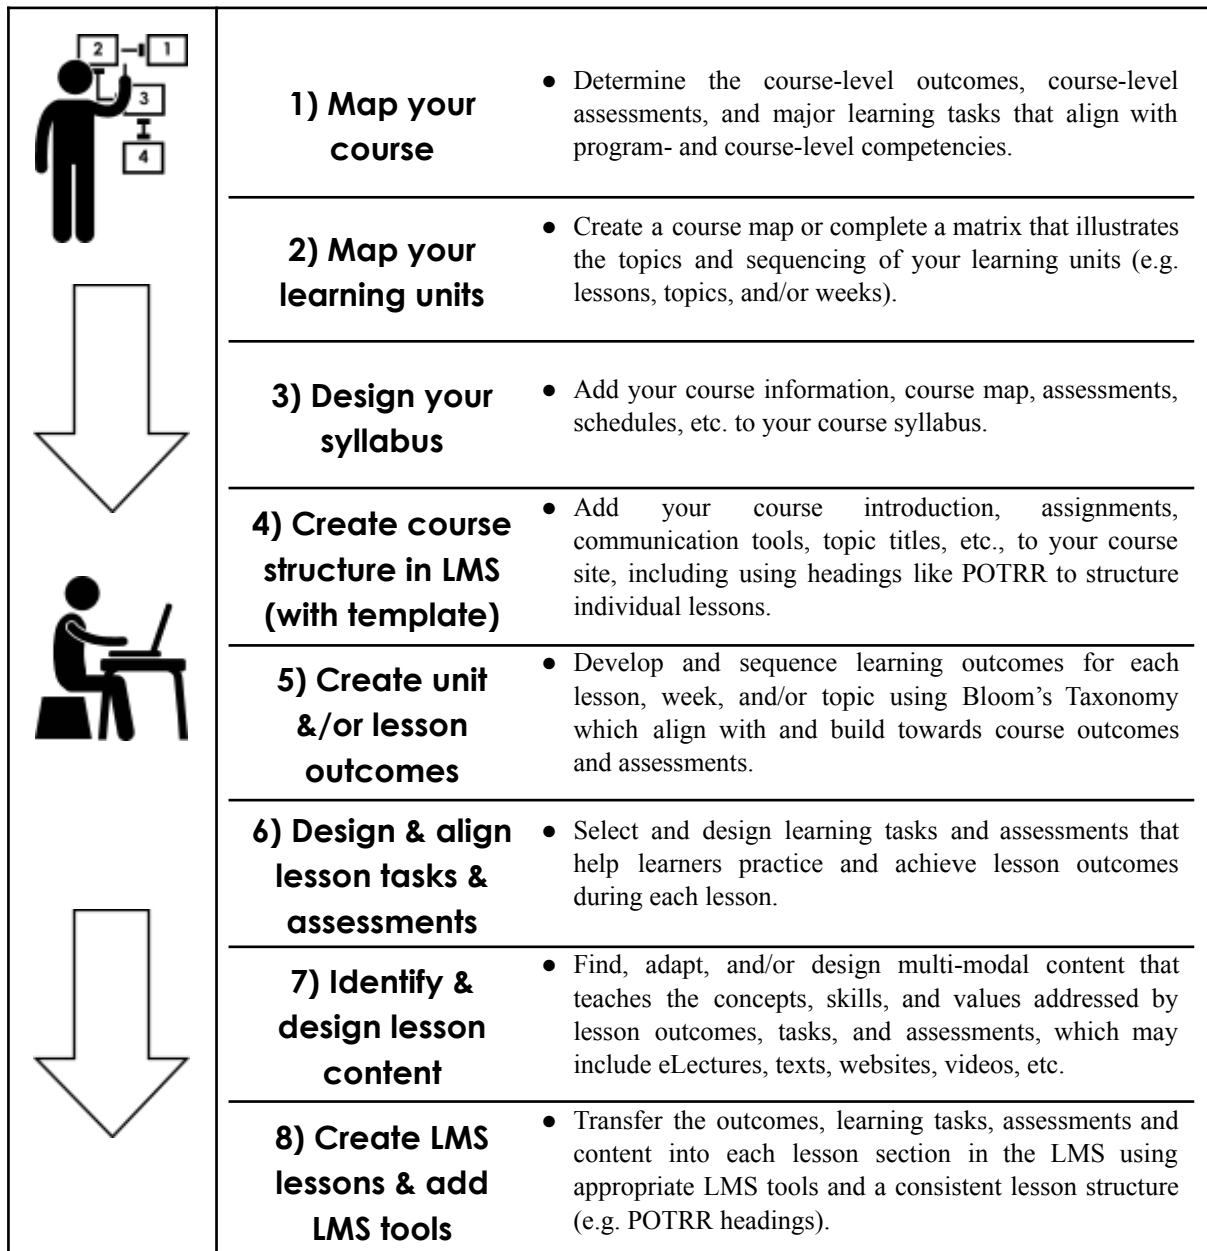 2
1
3
4
1) Map your
course
● Determine the course-level outcomes, course-level
assessments, and major learning tasks that align with
program- and course-level competencies.
2) Map your
learning units
● Create a course map or complete a matrix that illustrates
the topics and sequencing of your learning units (e.g.
lessons, topics, and/or weeks).
3) Design your
syllabus
● Add your course information, course map, assessments,
schedules, etc. to your course syllabus.
4) Create course
structure in LMS
(with template)
● Add your course introduction, assignments,
communication tools, topic titles, etc., to your course
site, including using headings like POTRR to structure
individual lessons.
5) Create unit
&/or lesson
outcomes
● Develop and sequence learning outcomes for each
lesson, week, and/or topic using Bloom’s Taxonomy
which align with and build towards course outcomes
and assessments.
6) Design & align
lesson tasks &
assessments
● Select and design learning tasks and assessments that
help learners practice and achieve lesson outcomes
during each lesson.
7) Identify &
design lesson
content
● Find, adapt, and/or design multi-modal content that
teaches the concepts, skills, and values addressed by
lesson outcomes, tasks, and assessments, which may
include eLectures, texts, websites, videos, etc.
8) Create LMS
lessons & add
LMS tools
● Transfer the outcomes, learning tasks, assessments and
content into each lesson section in the LMS using
appropriate LMS tools and a consistent lesson structure
(e.g. POTRR headings).